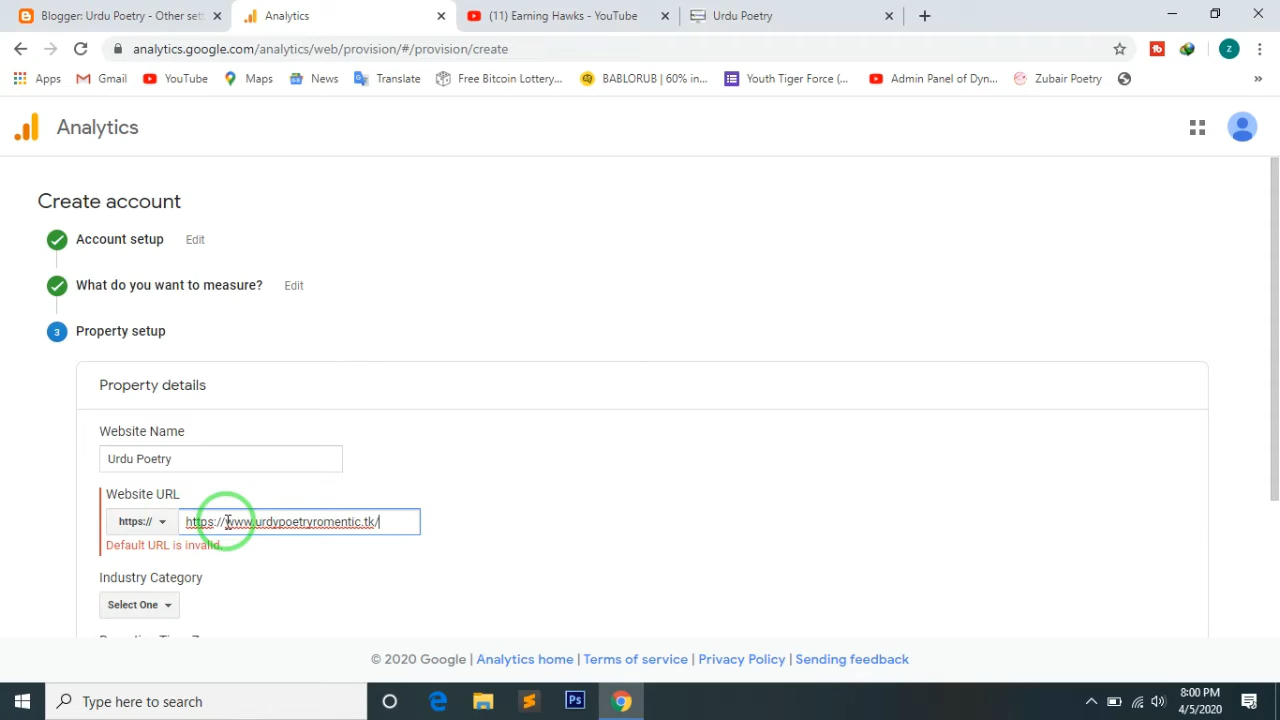 Blogger: Urdu Poetry - Other set
Analytics
(11) Earning Hawks - YouTube
Urdu Poetry
analytics.google.com/analytics/web/provision/#/provision/create
Z
Apps
Gmail
YouTube
Maps
News
Translate
Free Bitcoin Lottery...
BABLORUB | 60% in...
Youth Tiger Force (...
Admin Panel of Dyn...
Zubair Poetry
»
Analytics
Create account
Account setup
Edit
What do you want to measure?
Edit
3
Property setup
Property details
Website Name
Urdu Poetry
Website URL
https://
https://www.urdypoetryromentic.tk/
Default URL is invalid.
Industry Category
Select One
© 2020 Google | Analytics home | Terms of service | Privacy Policy | Sending feedback
Type here to search
Ps
8:00 PM
4/5/2020